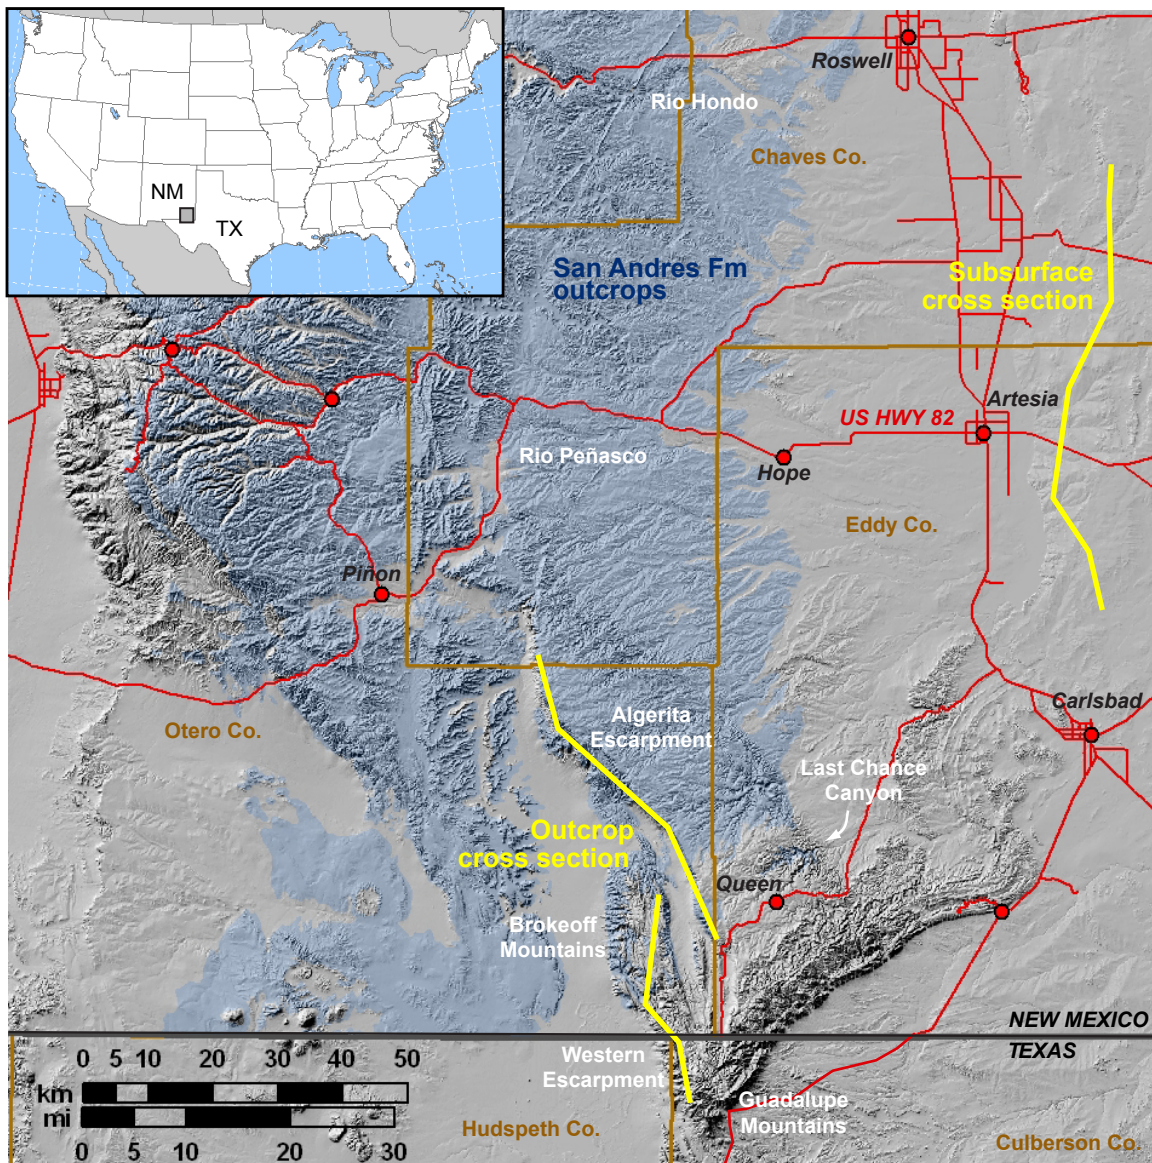 NM
TX
Roswell
Rio Hondo
Chaves Co.
San Andres Fm
outcrops
Subsurface
cross section
Artesia
US HWY 82
Rio Peñasco
Hope
Eddy Co.
Piñon
Carlsbad
Algerita
Escarpment
Otero Co.
Last Chance
Canyon
Outcrop
cross section
Queen
Brokeoff
Mountains
NEW MEXICO
TEXAS
0 5 10 20 30 40 50
km
mi
0 5 10 20 30
Western
Escarpment
Guadalupe
Mountains
Hudspeth Co.
Culberson Co.